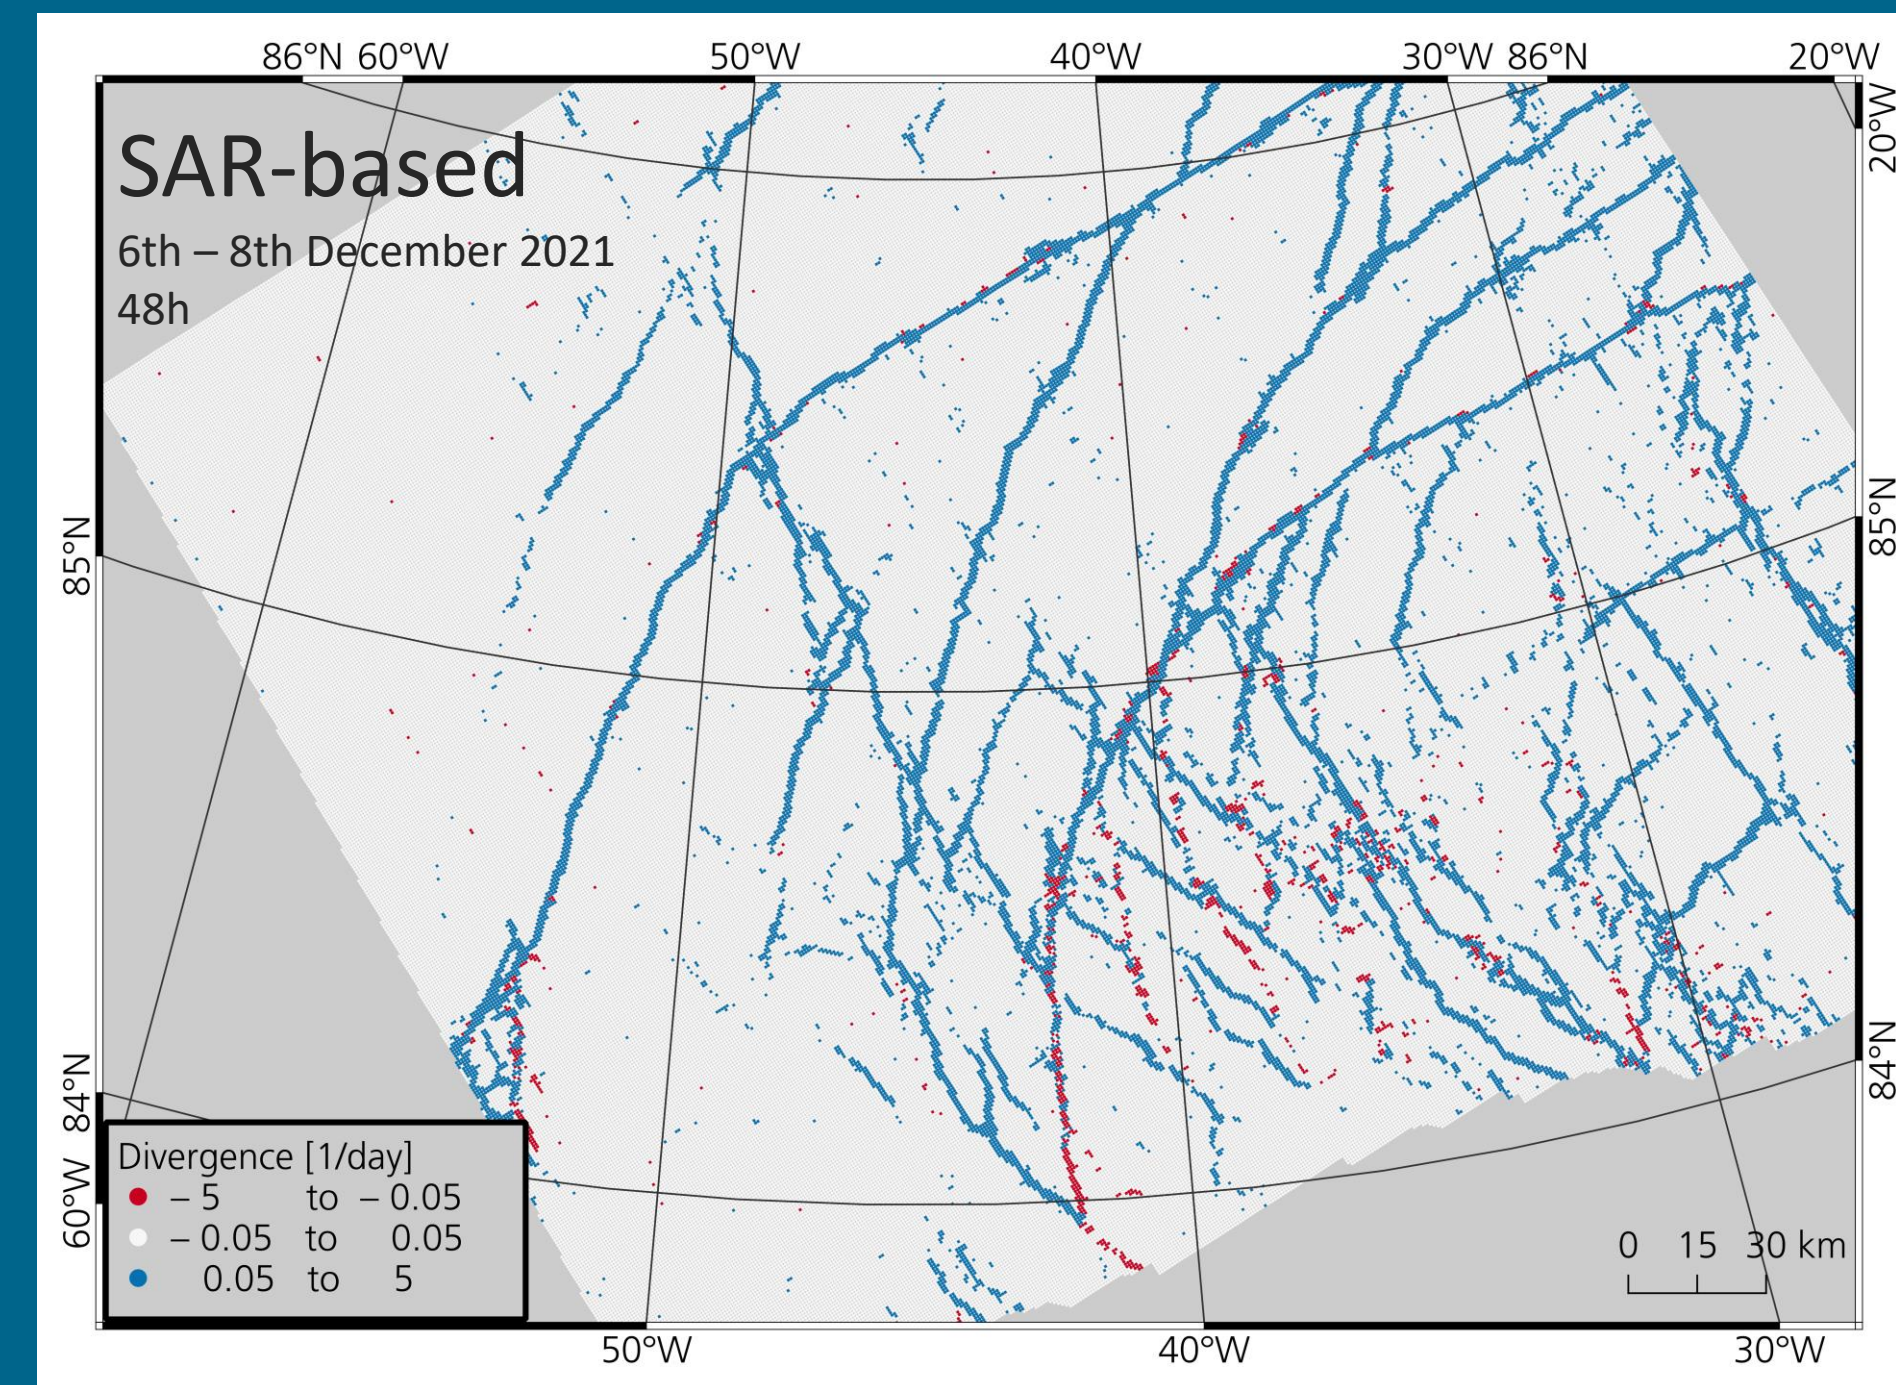 86°N 60°W 50°W 40°W 30°W 86°N 20°W
20°W
SAR-based
6th – 8th December 2021
48h
85°N
85°N
84°N
84°N
60°W
Divergence [1/day]
– 5 to – 0.05
– 0.05 to 0.05
0.05 to 5
0 15 30 km
50°W 40°W 30°W